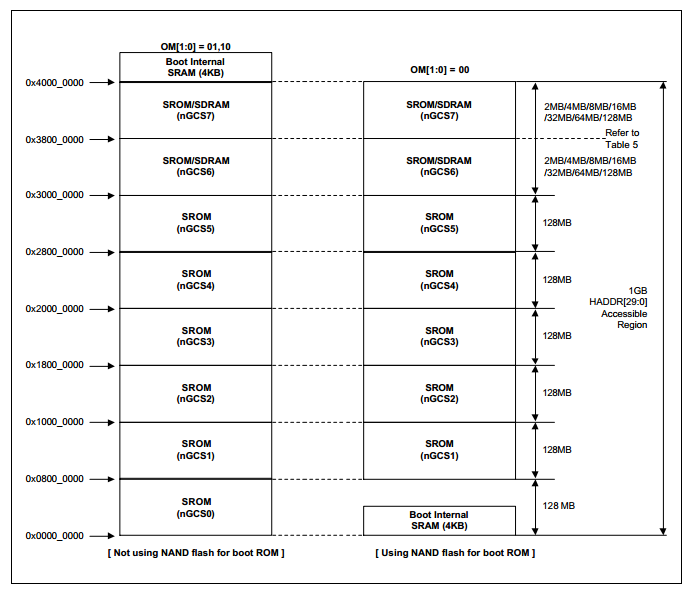 OM[1:0] = 01,10
Boot Internal
SRAM (4KB)
OM[1:0] = 00
0x4000_0000
SROM/SDRAM
(nGCS7)
SROM/SDRAM
(nGCS7)
2MB/4MB/8MB/16MB
/32MB/64MB/128MB
0x3800_0000
Refer to
Table 5
SROM/SDRAM
(nGCS6)
SROM/SDRAM
(nGCS6)
2MB/4MB/8MB/16MB
/32MB/64MB/128MB
0x3000_0000
SROM
(nGCS5)
SROM
(nGCS5)
128MB
0x2800_0000
SROM
(nGCS4)
SROM
(nGCS4)
128MB
1GB
HADDR[29:0]
Accessible
Region
0x2000_0000
SROM
(nGCS3)
SROM
(nGCS3)
128MB
0x1800_0000
SROM
(nGCS2)
SROM
(nGCS2)
128MB
0x1000_0000
SROM
(nGCS1)
SROM
(nGCS1)
128MB
0x0800_0000
SROM
(nGCS0)
Boot Internal
SRAM (4KB)
128 MB
0x0000_0000
[ Not using NAND flash for boot ROM ]
[ Using NAND flash for boot ROM ]